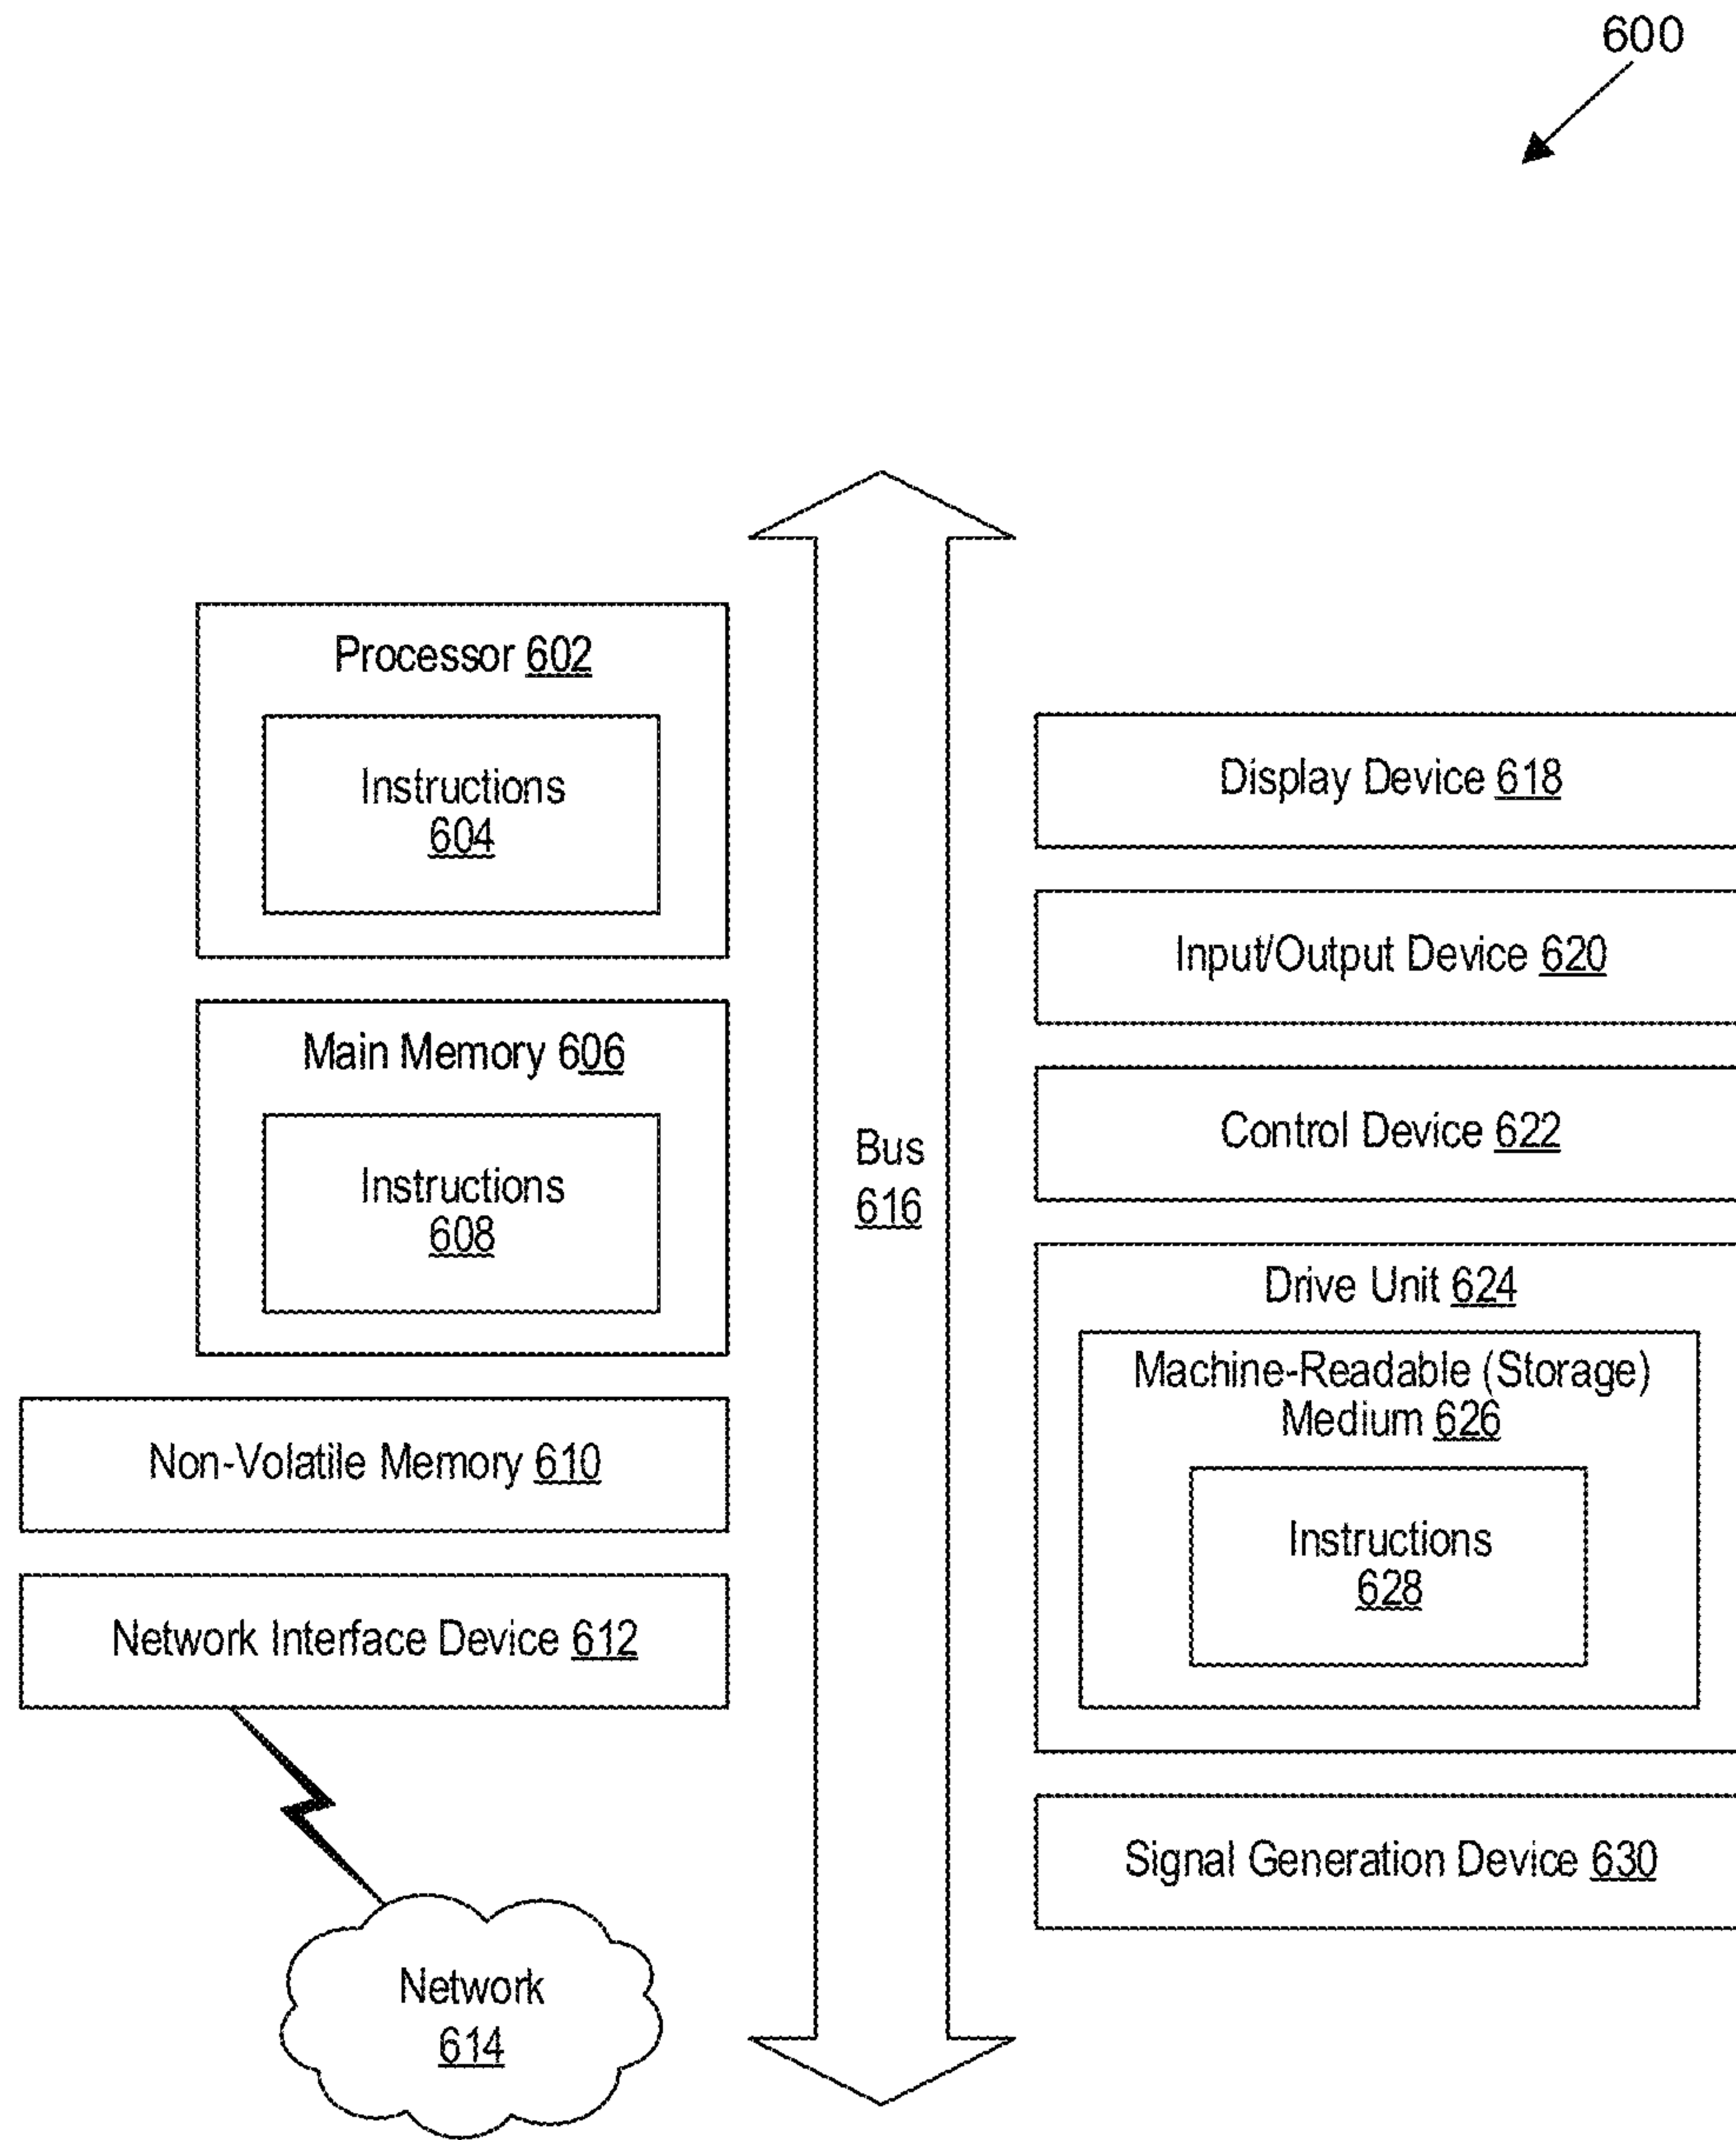 600
Processor 602
Instructions
604
Main Memory 606
Instructions
608
Non-Volatile Memory 610
Network Interface Device 612
Network
614
Bus
616
Display Device 618
Input/Output Device 620
Control Device 622
Drive Unit 624
Machine-Readable (Storage)
Medium 626
Instructions
628
Signal Generation Device 630